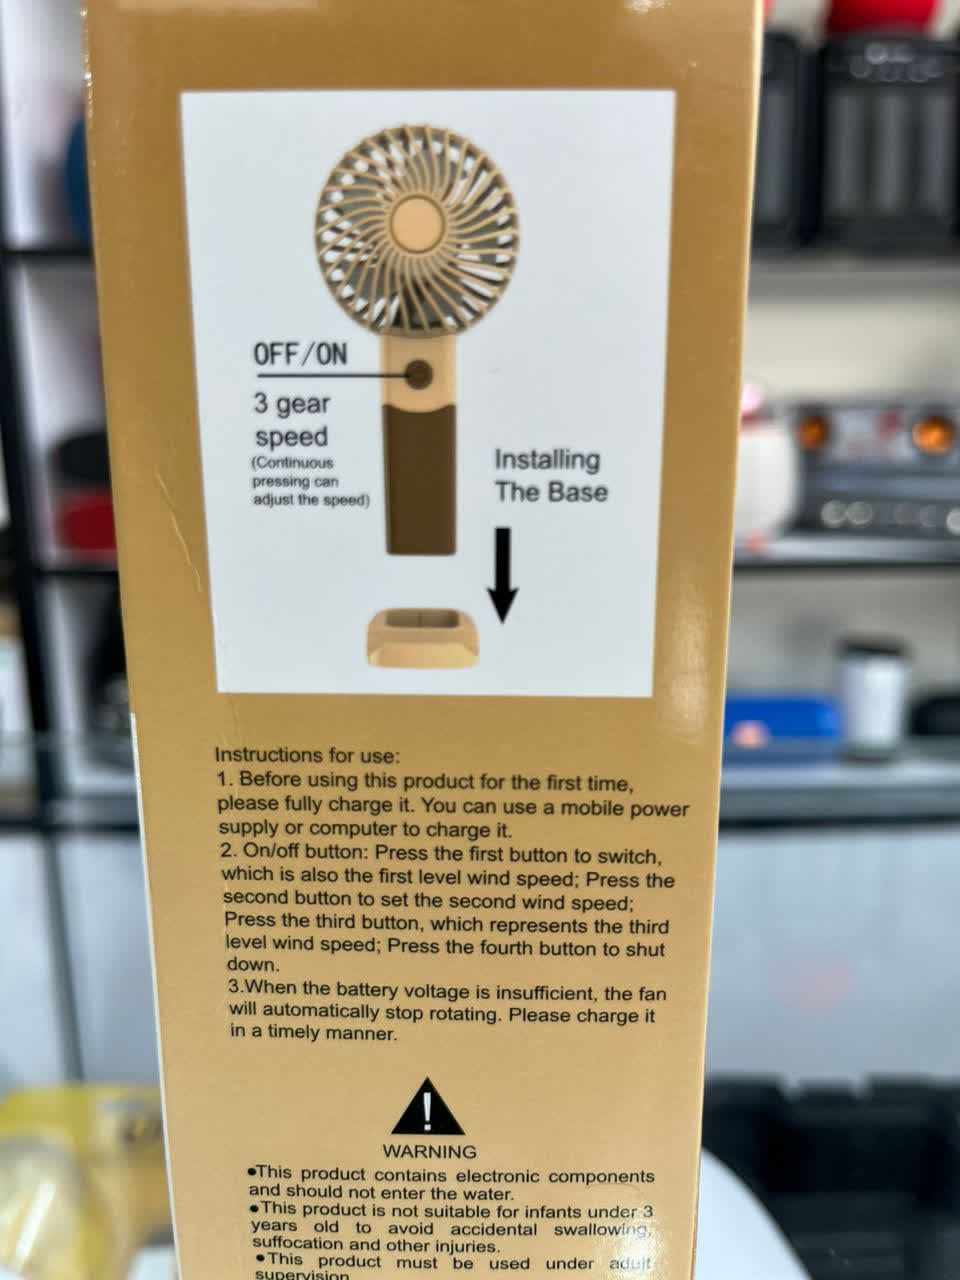 OFF/ON
3 gear
speed
(Continuous
pressing can
adjust the speed)
Installing
The Base
Instructions for use:
1. Before using this product for the first time,
please fully charge it. You can use a mobile power
supply or computer to charge it.
2. On/off button: Press the first button to switch,
which is also the first level wind speed; Press the
second button to set the second wind speed;
Press the third button, which represents the third
level wind speed; Press the fourth button to shut
down.
3.When the battery voltage is insufficient, the fan
will automatically stop rotating. Please charge it
in a timely manner.
!
WARNING
●This product contains electronic components
and should not enter the water.
●This product is not suitable for infants under 3
years old to avoid accidental swallowing,
suffocation and other injuries.
●This product must be used under adult
supervision